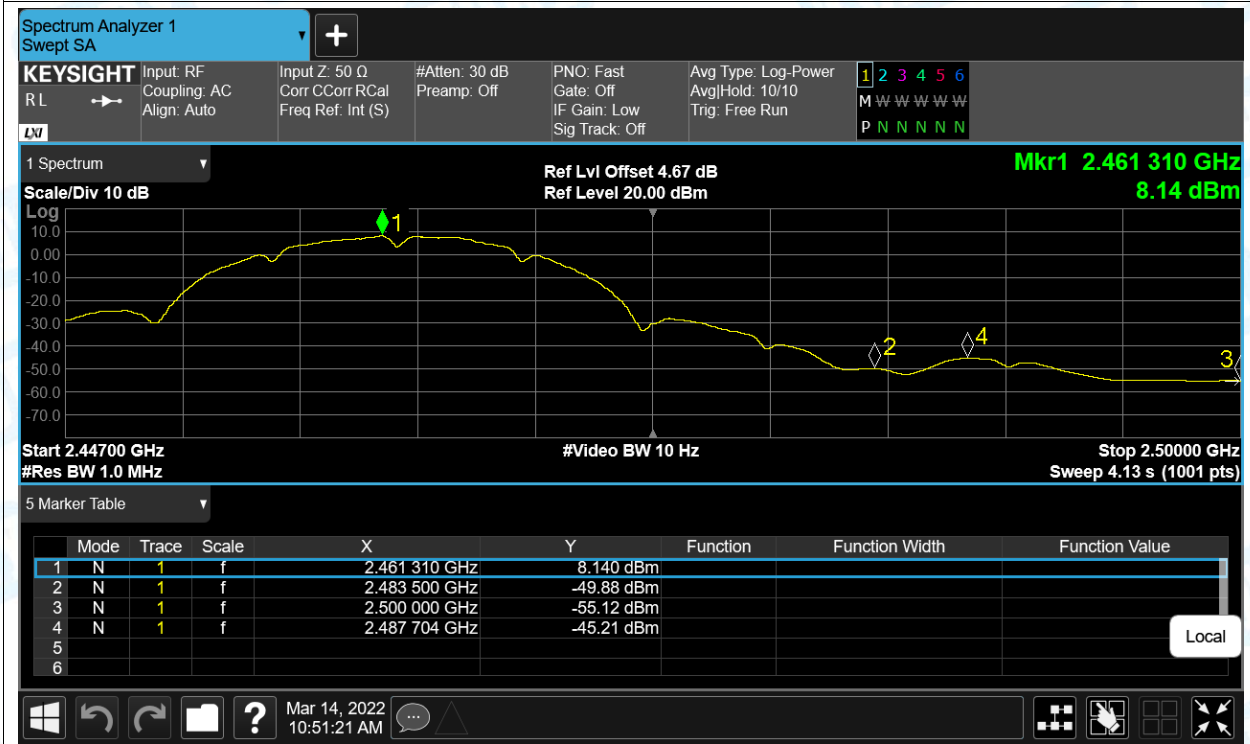 Spectrum Analyzer 1
Swept SA
+
KEYSIGHT
R L
LXI
Input: RF
Coupling: AC
Align: Auto
Input Z: 50 Ω
Corr CCorr RCal
Freq Ref: Int (S)
#Atten: 30 dB
Preamp: Off
PNO: Fast
Gate: Off
IF Gain: Low
Sig Track: Off
Avg Type: Log-Power
Avg|Hold: 10/10
Trig: Free Run
1 2 3 4 5 6
M W W W W W
P N N N N N
1 Spectrum
Scale/Div 10 dB
Ref Lvl Offset 4.67 dB
Ref Level 20.00 dBm
Mkr1 2.461 310 GHz
8.14 dBm
Log
10.0
0.00
-10.0
-20.0
-30.0
-40.0
-50.0
-60.0
-70.0
1
2
4
3
Start 2.44700 GHz
#Video BW 10 Hz
Stop 2.50000 GHz
#Res BW 1.0 MHz
Sweep 4.13 s (1001 pts)
5 Marker Table
Mode Trace Scale X Y Function Function Width Function Value
1 N 1 f 2.461 310 GHz 8.140 dBm
2 N 1 f 2.483 500 GHz -49.88 dBm
3 N 1 f 2.500 000 GHz -55.12 dBm
4 N 1 f 2.487 704 GHz -45.21 dBm
5
6
Local
?
Mar 14, 2022
10:51:21 AM